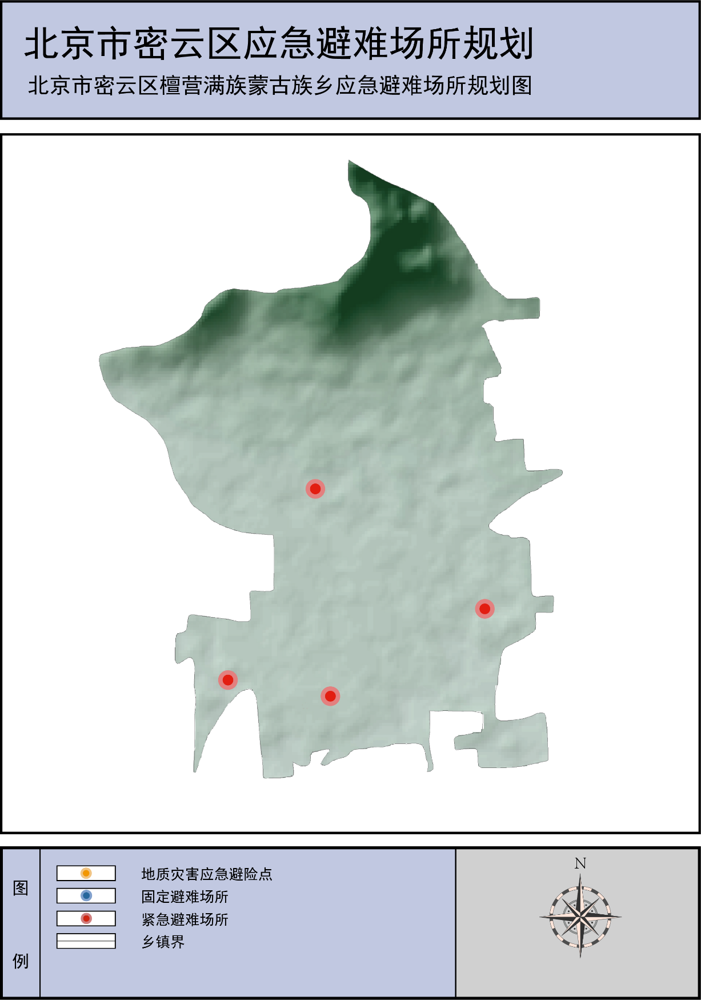 北京市密云区应急避难场所规划
北京市密云区檀营满族蒙古族乡应急避难场所规划图
图
例
地质灾害应急避险点
固定避难场所
紧急避难场所
乡镇界
N